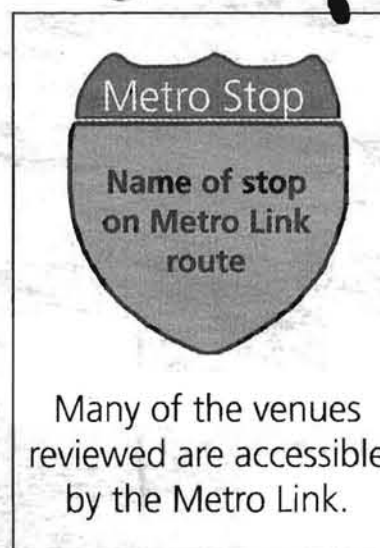 Metro Stop
Name of stop
on Metro Link
route
Many of the venues
reviewed are accessible
by the Metro Link.